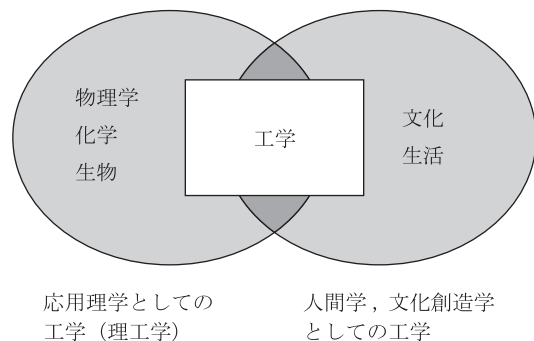 物理学
化学
生物
工学
文化
生活
応用理学としての
工学（理工学）
人間学，文化創造学
としての工学